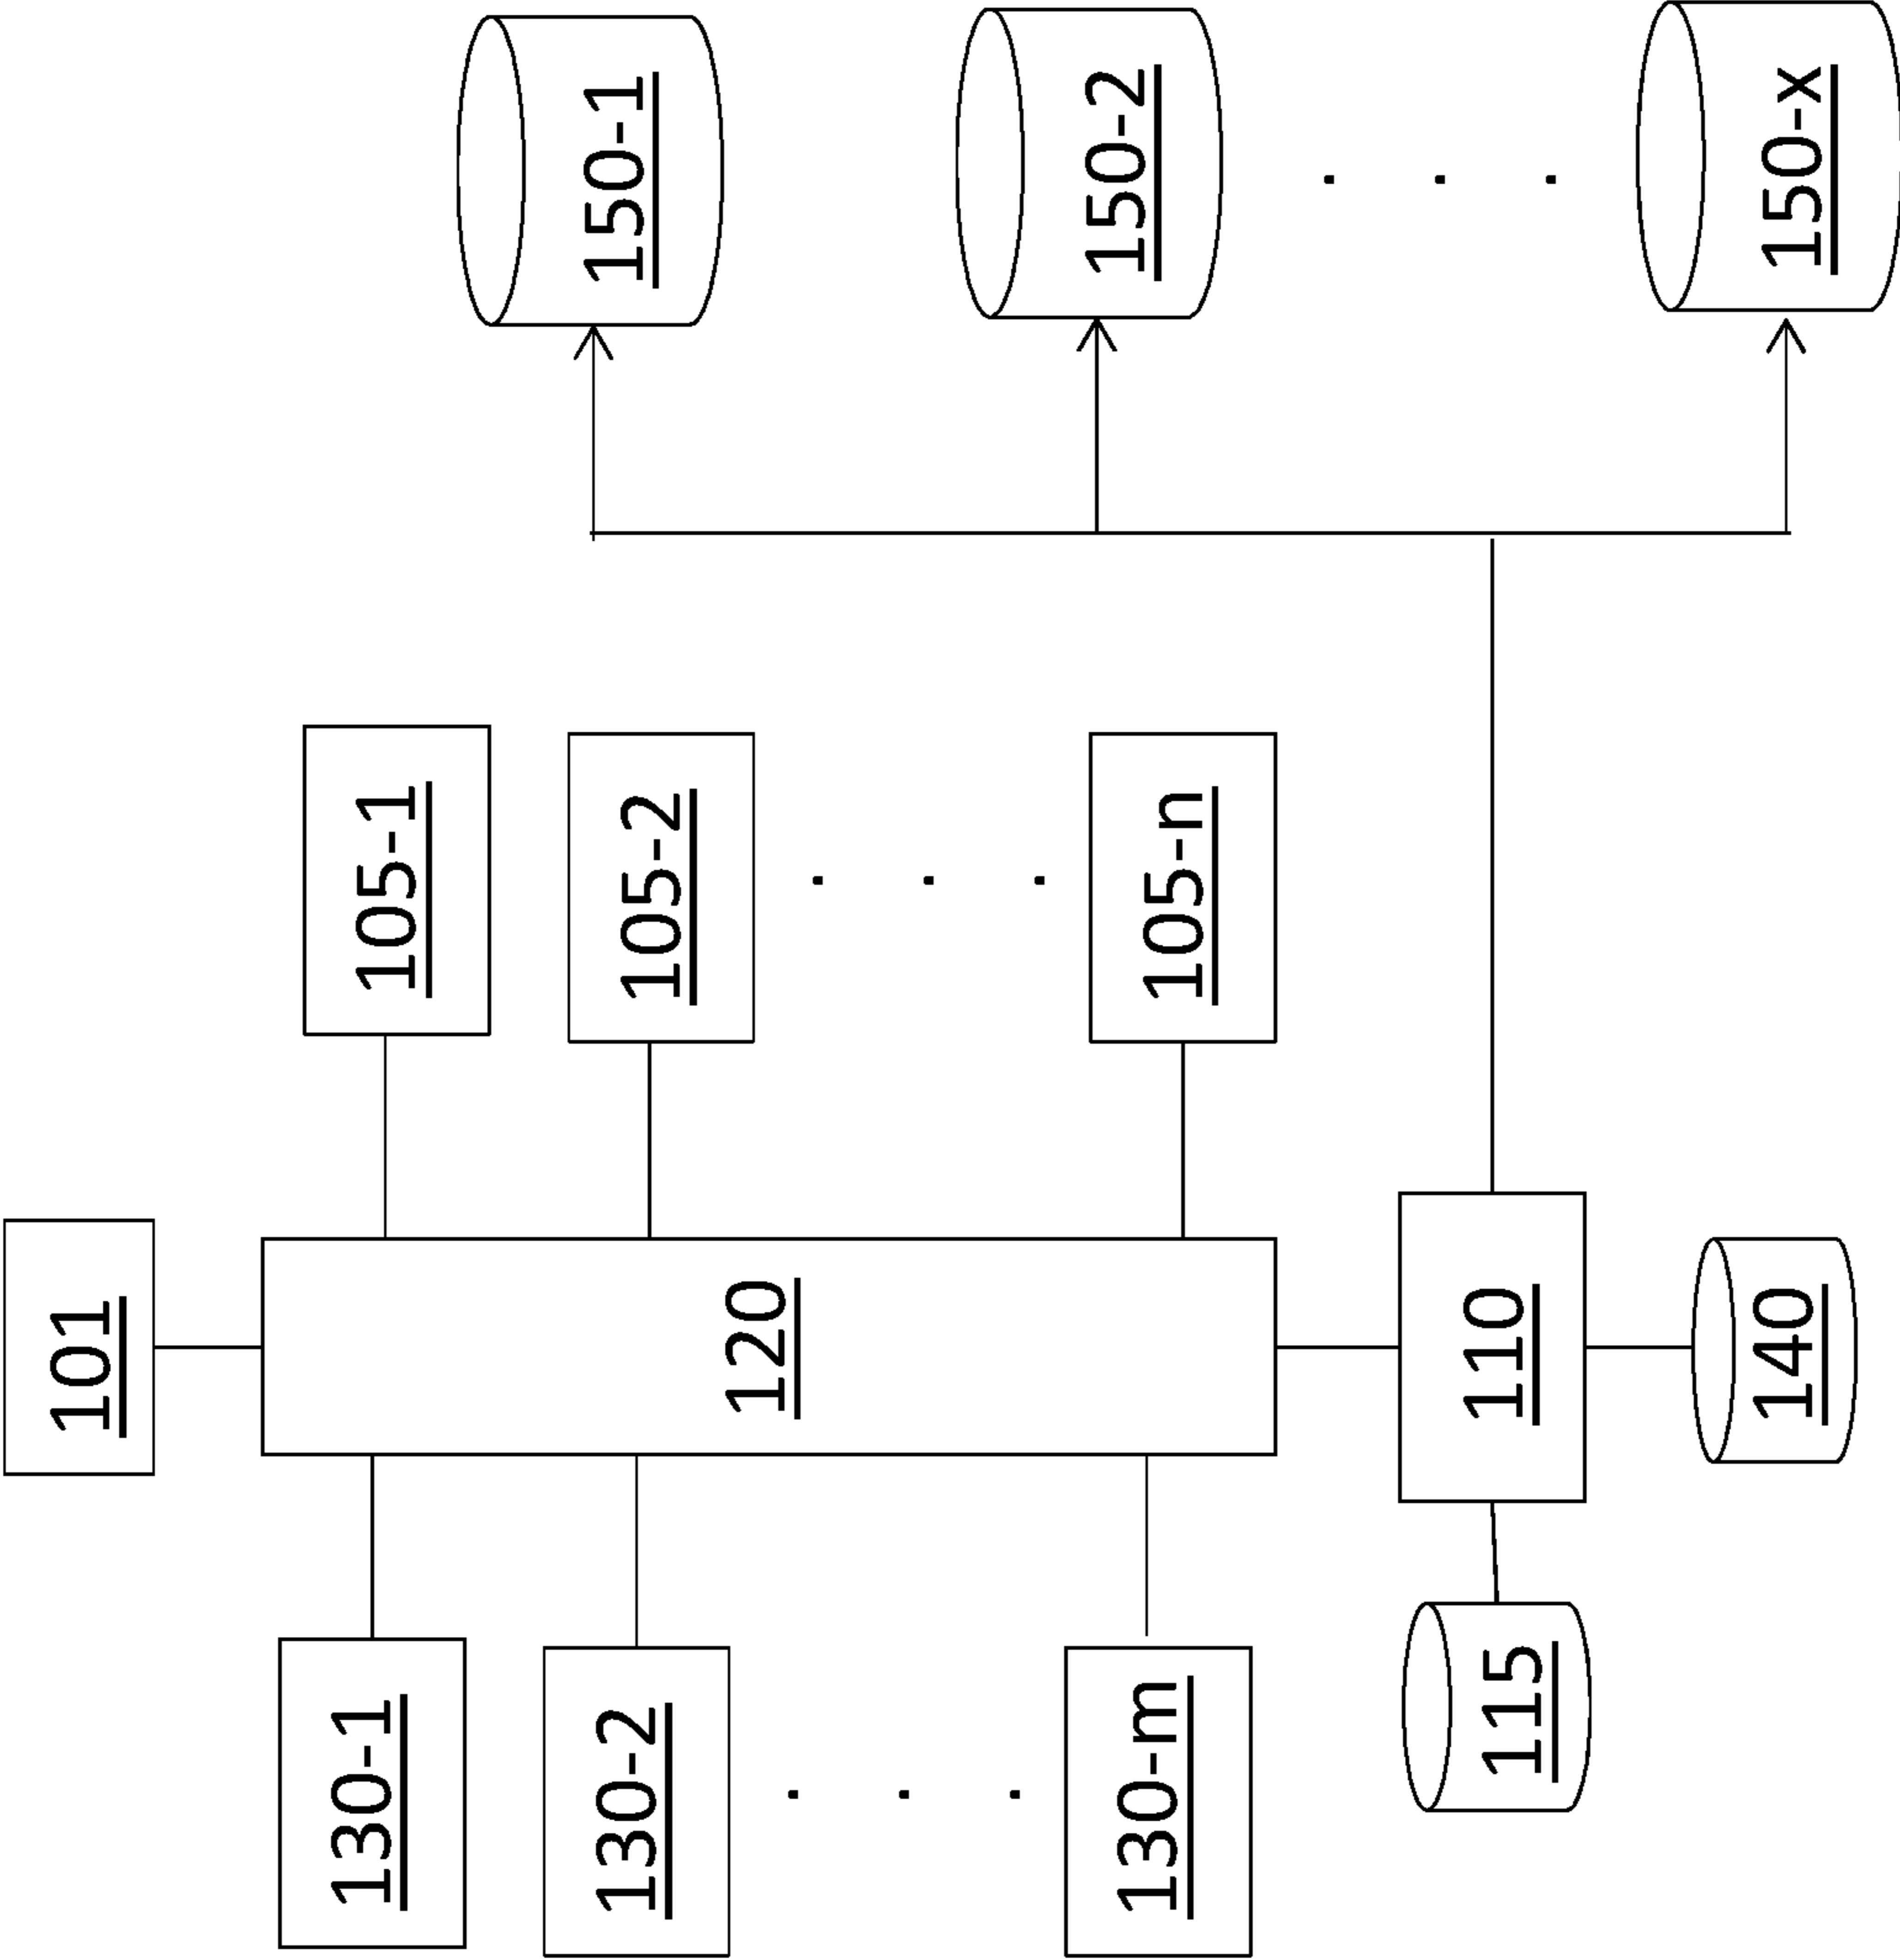 101
130-1
120
105-1
130-2
105-2
. . .
. . .
130-m
105-n
115
110
140
150-1
150-2
. . .
150-x